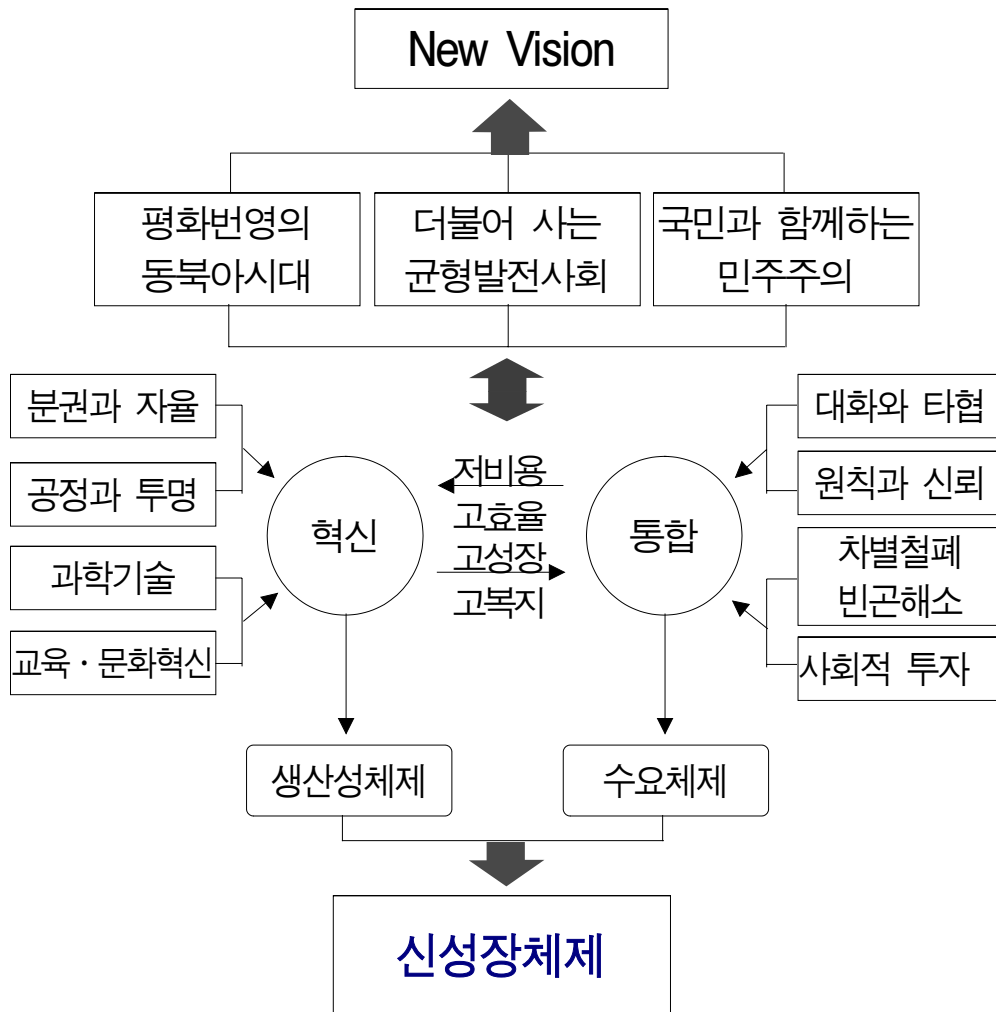 New Vision
평화번영의
동북아시대
더불어 사는
균형발전사회
국민과 함께하는
민주주의
분권과 자율
공정과 투명
과학기술
교육 · 문화혁신
혁신
저비용
고효율
고성장
고복지
통합
대화와 타협
원칙과 신뢰
차별철폐
빈곤해소
사회적 투자
생산성체제
수요체제
신성장체제